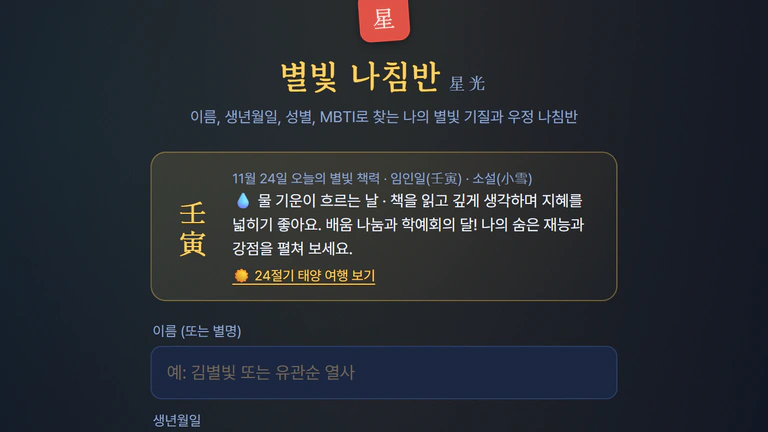 星
별빛 나침반 星光
이름, 생년월일, 성별, MBTI로 찾는 나의 별빛 기질과 우정 나침반
11월 24일 오늘의 별빛 책력 · 임인일(壬寅) · 소설(小雪)
壬寅
💧 물 기운이 흐르는 날 · 책을 읽고 깊게 생각하며 지혜를
넓히기 좋아요. 배움 나눔과 학예회의 달! 나의 숨은 재능과
강점을 펼쳐 보세요.
24절기 태양 여행 보기
이름 (또는 별명)
예: 김별빛 또는 유관순 열사
생년월일